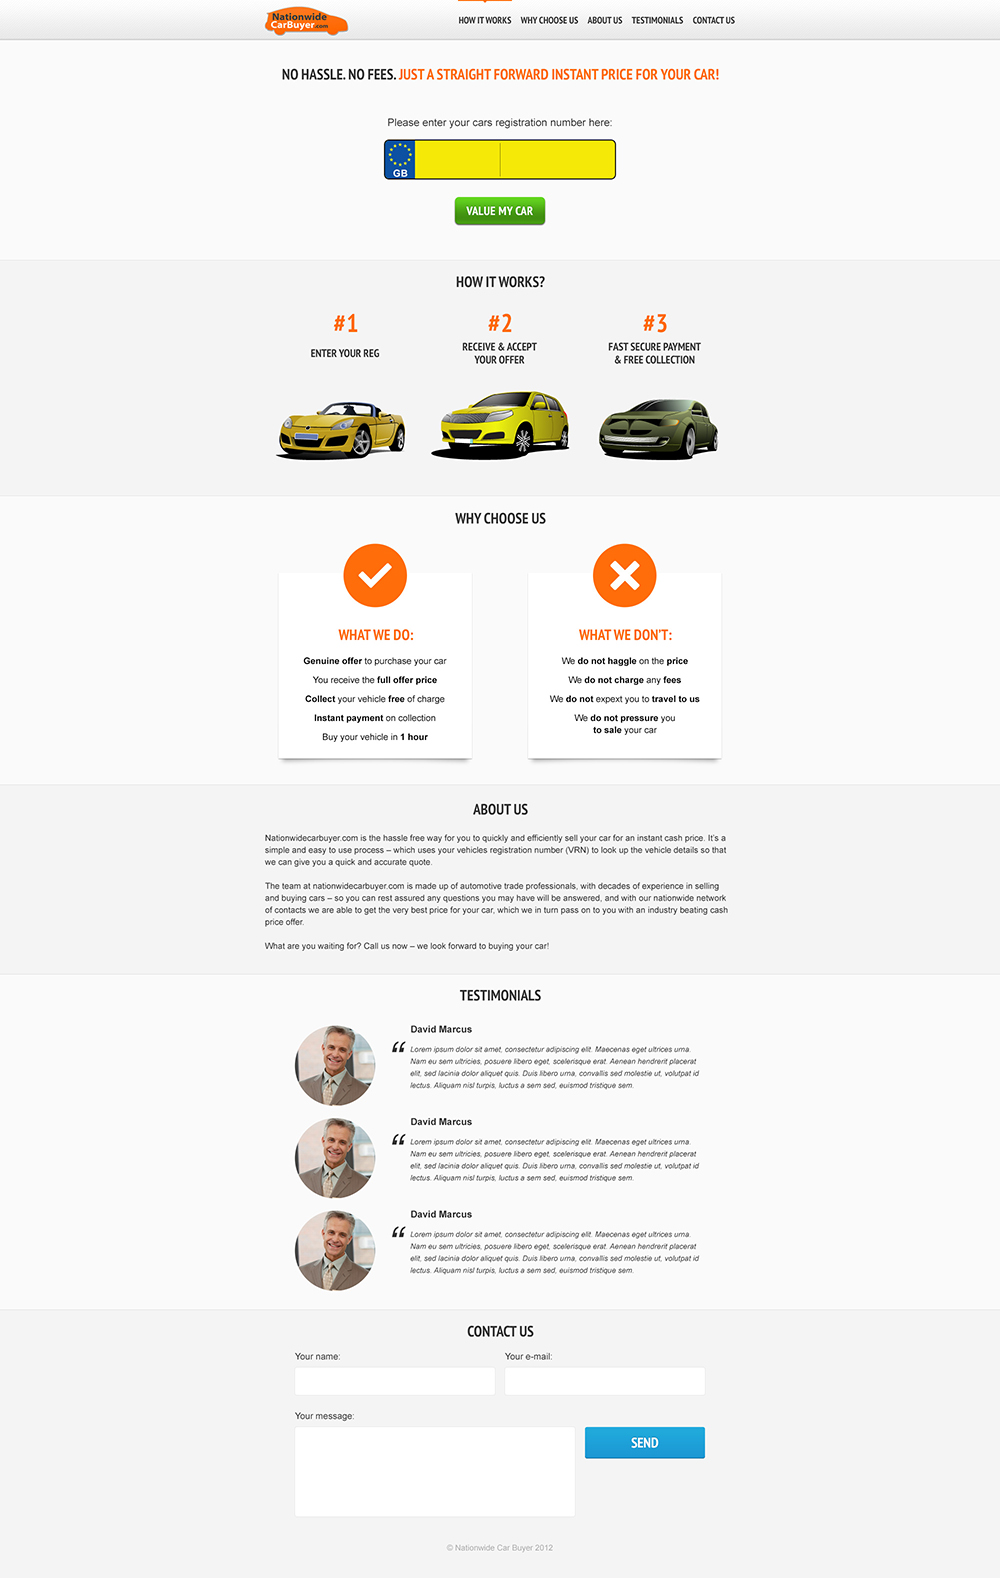 Nationwide
CarBuyer.com
HOW IT WORKS WHY CHOOSE US ABOUT US TESTIMONIALS CONTACT US
NO HASSLE. NO FEES. JUST A STRAIGHT FORWARD INSTANT PRICE FOR YOUR CAR!
Please enter your cars registration number here:
GB
VALUE MY CAR
HOW IT WORKS?
#1
ENTER YOUR REG
#2
RECEIVE & ACCEPT
YOUR OFFER
#3
FAST SECURE PAYMENT
& FREE COLLECTION
WHY CHOOSE US
WHAT WE DO:
Genuine offer to purchase your car
You receive the full offer price
Collect your vehicle free of charge
Instant payment on collection
Buy your vehicle in 1 hour
WHAT WE DON'T:
We do not haggle on the price
We do not charge any fees
We do not expext you to travel to us
We do not pressure you
to sale your car
ABOUT US
Nationwidecarbuyer.com is the hassle free way for you to quickly and efficiently sell your car for an instant cash price. It's a
simple and easy to use process – which uses your vehicles registration number (VRN) to look up the vehicle details so that
we can give you a quick and accurate quote.
The team at nationwidecarbuyer.com is made up of automotive trade professionals, with decades of experience in selling
and buying cars – so you can rest assured any questions you may have will be answered, and with our nationwide network
of contacts we are able to get the very best price for your car, which we in turn pass on to you with an industry beating cash
price offer.
What are you waiting for? Call us now – we look forward to buying your car!
TESTIMONIALS
David Marcus
“ Lorem ipsum dolor sit amet, consectetur adipiscing elit. Maecenas eget ultrices urna.
Nam eu sem ultricies, posuere libero eget, scelerisque erat. Aenean hendrerit placerat
elit, sed lacinia dolor aliquet quis. Duis libero urna, convallis sed molestie ut, volutpat id
lectus. Aliquam nisl turpis, luctus a sem sed, euismod tristique sem.
David Marcus
“ Lorem ipsum dolor sit amet, consectetur adipiscing elit. Maecenas eget ultrices urna.
Nam eu sem ultricies, posuere libero eget, scelerisque erat. Aenean hendrerit placerat
elit, sed lacinia dolor aliquet quis. Duis libero urna, convallis sed molestie ut, volutpat id
lectus. Aliquam nisl turpis, luctus a sem sed, euismod tristique sem.
David Marcus
“ Lorem ipsum dolor sit amet, consectetur adipiscing elit. Maecenas eget ultrices urna.
Nam eu sem ultricies, posuere libero eget, scelerisque erat. Aenean hendrerit placerat
elit, sed lacinia dolor aliquet quis. Duis libero urna, convallis sed molestie ut, volutpat id
lectus. Aliquam nisl turpis, luctus a sem sed, euismod tristique sem.
CONTACT US
Your name:
Your e-mail:
Your message:
SEND
© Nationwide Car Buyer 2012